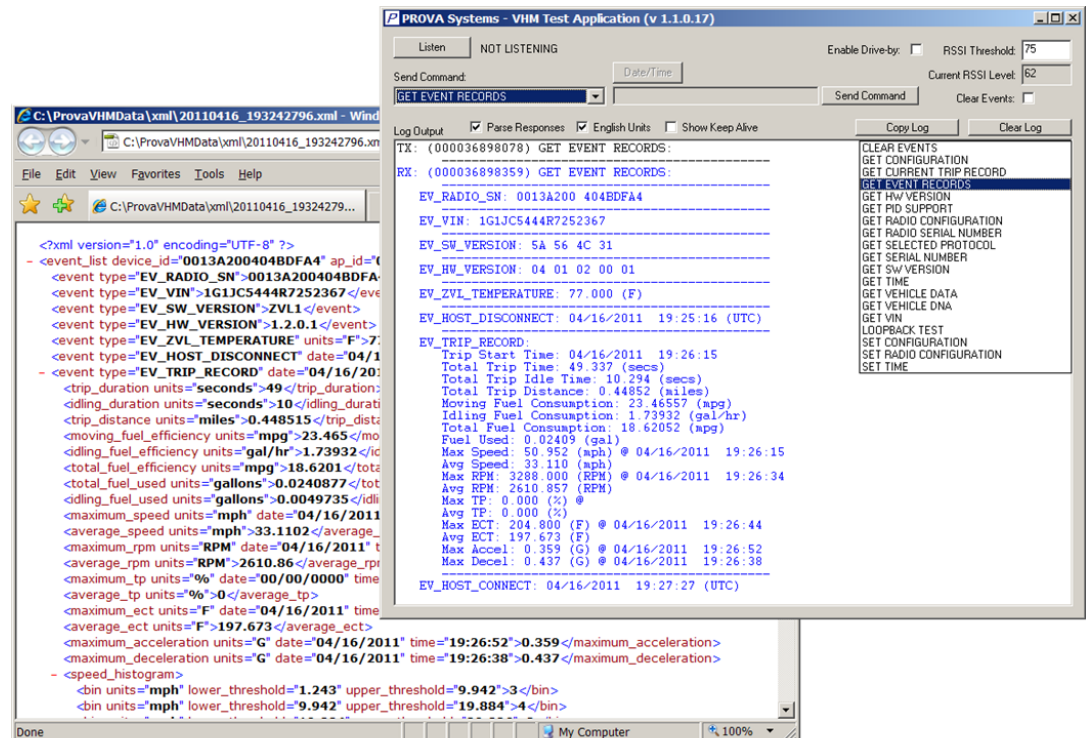 PROVA Systems - VHM Test Application (v 1.1.0.17)
Listen NOT LISTENING Enable Drive-by: RSSI Threshold: 75
Send Command: Date/Time Current RSSI Level: 62
GET EVENT RECORDS Send Command Clear Events:
Log Output Parse Responses English Units Show Keep Alive Copy Log Clear Log
TX: (000036898078) GET EVENT RECORDS:
RX: (000036898359) GET EVENT RECORDS:
EV_RADIO_SN: 0013A200 404BDFA4
EV_VIN: 1G1JC5444R7252367
EV_SW_VERSION: 5A 56 4C 31
EV_HW_VERSION: 04 01 02 00 01
EV_ZVL_TEMPERATURE: 77.000 (F)
EV_HOST_DISCONNECT: 04/16/2011 19:25:16 (UTC)
EV_TRIP_RECORD:
Trip Start Time: 04/16/2011 19:26:15
Total Trip Time: 49.337 (secs)
Total Trip Idle Time: 10.294 (secs)
Total Trip Distance: 0.44852 (miles)
Moving Fuel Consumption: 23.46557 (mpg)
Idling Fuel Consumption: 1.73932 (gal/hr)
Total Fuel Consumption: 18.62052 (mpg)
Fuel Used: 0.02409 (gal)
Max Speed: 50.952 (mph) @ 04/16/2011 19:26:15
Avg Speed: 33.110 (mph)
Max RPM: 3288.000 (RPM) @ 04/16/2011 19:26:34
Avg RPM: 2610.857 (RPM)
Max TP: 0.000 (%) @
Avg TP: 0.000 (%)
Max ECT: 204.800 (F) @ 04/16/2011 19:26:44
Avg ECT: 197.673 (F)
Max Accel: 0.359 (G) @ 04/16/2011 19:26:52
Max Decel: 0.437 (G) @ 04/16/2011 19:26:38
EV_HOST_CONNECT: 04/16/2011 19:27:27 (UTC)
CLEAR EVENTS
GET CONFIGURATION
GET CURRENT TRIP RECORD
GET EVENT RECORDS
GET HW VERSION
GET PID SUPPORT
GET RADIO CONFIGURATION
GET RADIO SERIAL NUMBER
GET SELECTED PROTOCOL
GET SERIAL NUMBER
GET SW VERSION
GET TIME
GET VEHICLE DATA
GET VEHICLE DNA
GET VIN
LOOPBACK TEST
SET CONFIGURATION
SET RADIO CONFIGURATION
SET TIME
C:\ProvaVHMData\xml\20110416_193242796.xml - Wind
C:\ProvaVHMData\xml\20110416_193242796.xm
File Edit View Favorites Tools Help
C:\ProvaVHMData\xml\20110416_19324279...
<?xml version="1.0" encoding="UTF-8" ?>
- <event_list device_id="0013A200404BDFA4" ap_id="
<event type="EV_RADIO_SN">0013A200404BDFA4
<event type="EV_VIN">1G1JC5444R7252367</eve
<event type="EV_SW_VERSION">ZVL1</event>
<event type="EV_HW_VERSION">1.2.0.1</event>
<event type="EV_ZVL_TEMPERATURE" units="F">7
<event type="EV_HOST_DISCONNECT" date="04/1
- <event type="EV_TRIP_RECORD" date="04/16/201
<trip_duration units="seconds">49</trip_duration>
<idling_duration units="seconds">10</idling_durati
<trip_distance units="miles">0.448515</trip_dista
<moving_fuel_efficiency units="mpg">23.465</mo
<idling_fuel_efficiency units="gal/hr">1.73932</id
<total_fuel_efficiency units="mpg">18.6201</tota
<total_fuel_used units="gallons">0.0240877</tot
<idling_fuel_used units="gallons">0.0049735</idli
<maximum_speed units="mph" date="04/16/2011
<average_speed units="mph">33.1102</average_
<maximum_rpm units="RPM" date="04/16/2011" t
<average_rpm units="RPM">2610.86</average_rp
<maximum_tp units="%" date="00/00/0000" time
<average_tp units="%">0</average_tp>
<maximum_ect units="F" date="04/16/2011" time
<average_ect units="F">197.673</average_ect>
<maximum_acceleration units="G" date="04/16/2011" time="19:26:52">0.359</maximum_acceleration>
<maximum_deceleration units="G" date="04/16/2011" time="19:26:38">0.437</maximum_deceleration>
- <speed_histogram>
<bin units="mph" lower_threshold="1.243" upper_threshold="9.942">3</bin>
<bin units="mph" lower_threshold="9.942" upper_threshold="19.884">4</bin>
Done My Computer 100%